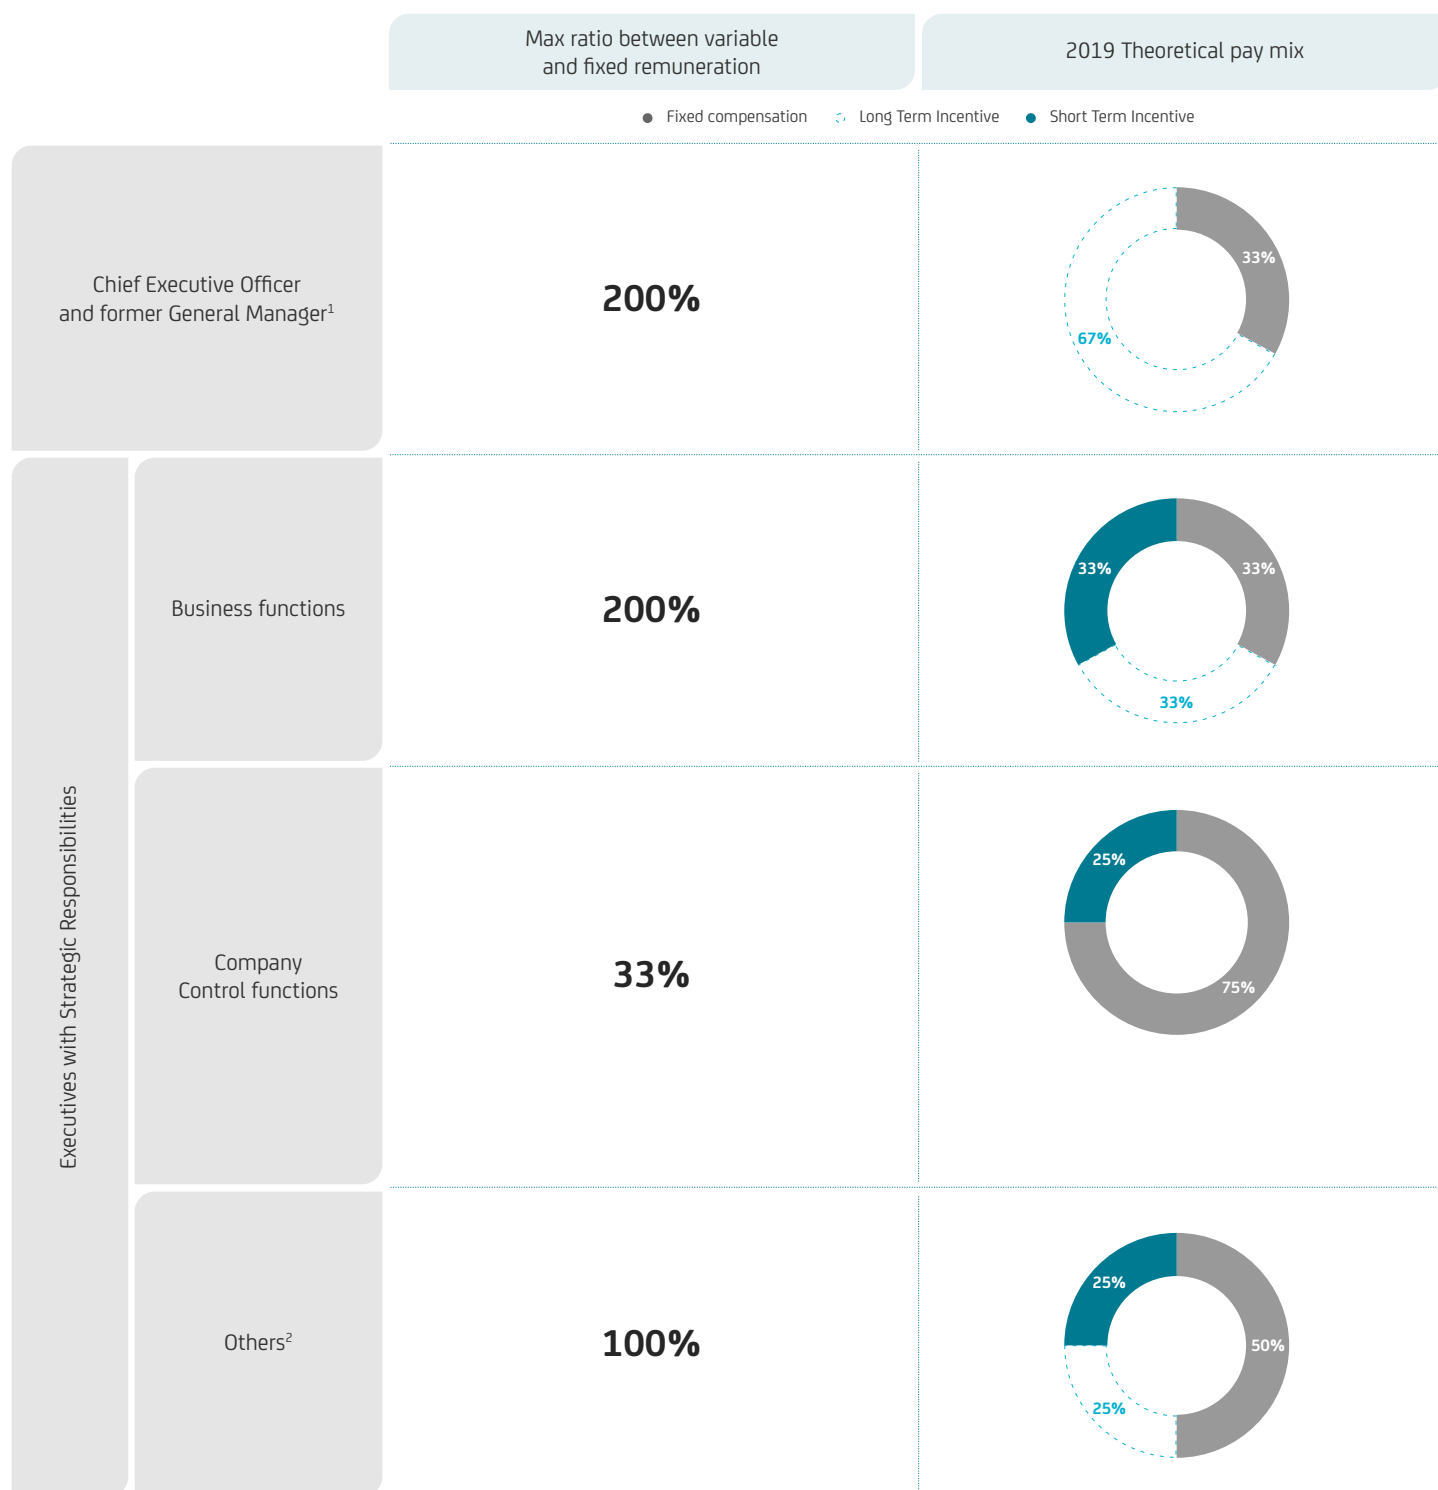 Max ratio between variable
and fixed remuneration
2019 Theoretical pay mix
Fixed compensation
Long Term Incentive
Short Term Incentive
Chief Executive Officer
and former General Manager¹
200%
33%
67%
Executives with Strategic Responsibilities
Business functions
200%
33%
33%
33%
Company
Control functions
33%
25%
75%
Others²
100%
25%
50%
25%